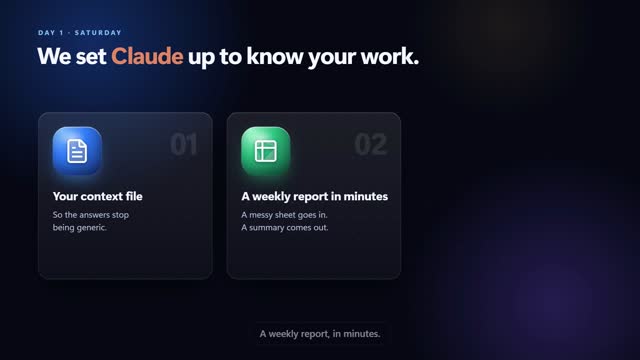 DAY 1 · SATURDAY
We set Claude up to know your work.
01
Your context file
So the answers stop
being generic.
02
A weekly report in minutes
A messy sheet goes in.
A summary comes out.
A weekly report, in minutes.